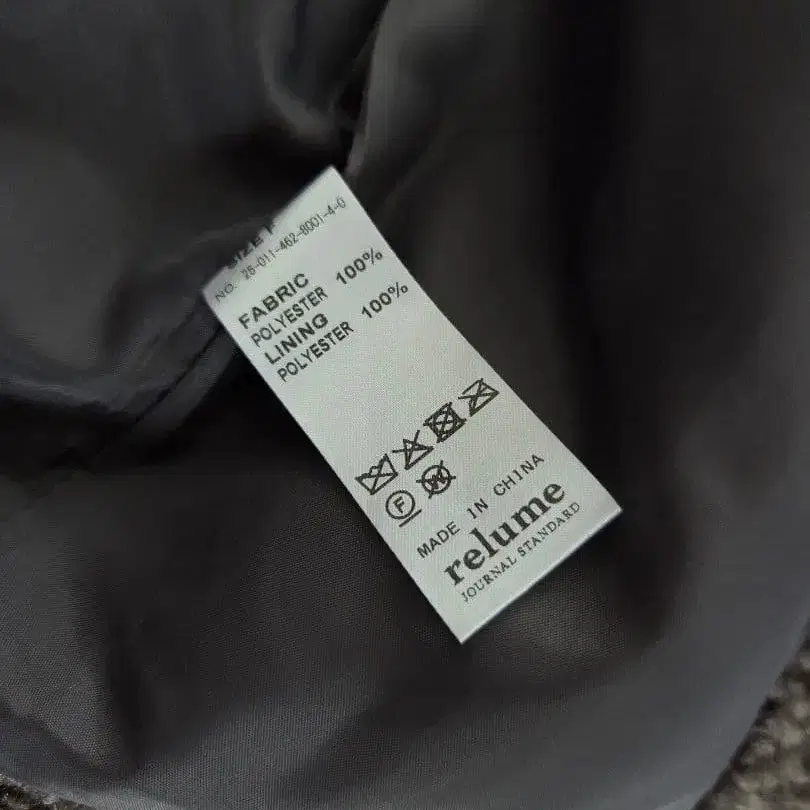 SIZE F
NO. 25-011-462-8001-4-0
FABRIC
POLYESTER 100%
LINING
POLYESTER 100%
F W
MADE IN CHINA
relume
JOURNAL STANDARD